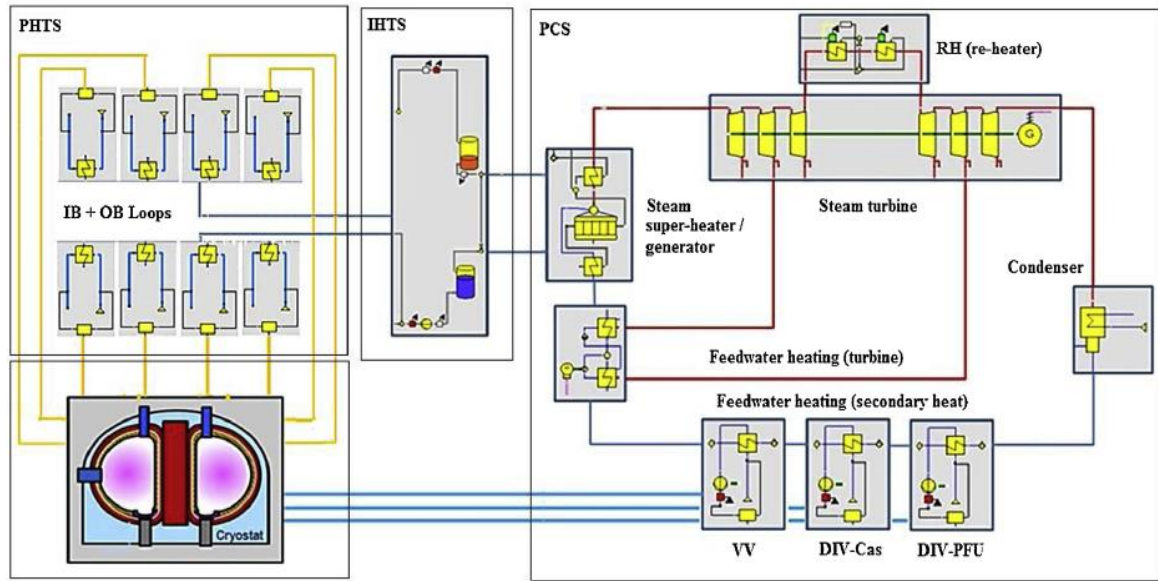 PHTS
IHTS
PCS
RH (re-heater)
IB + OB Loops
Steam
super-heater /
generator
Steam turbine
G
Condenser
Feedwater heating (turbine)
Feedwater heating (secondary heat)
Cryostat
VV
DIV-Cas
DIV-PFU